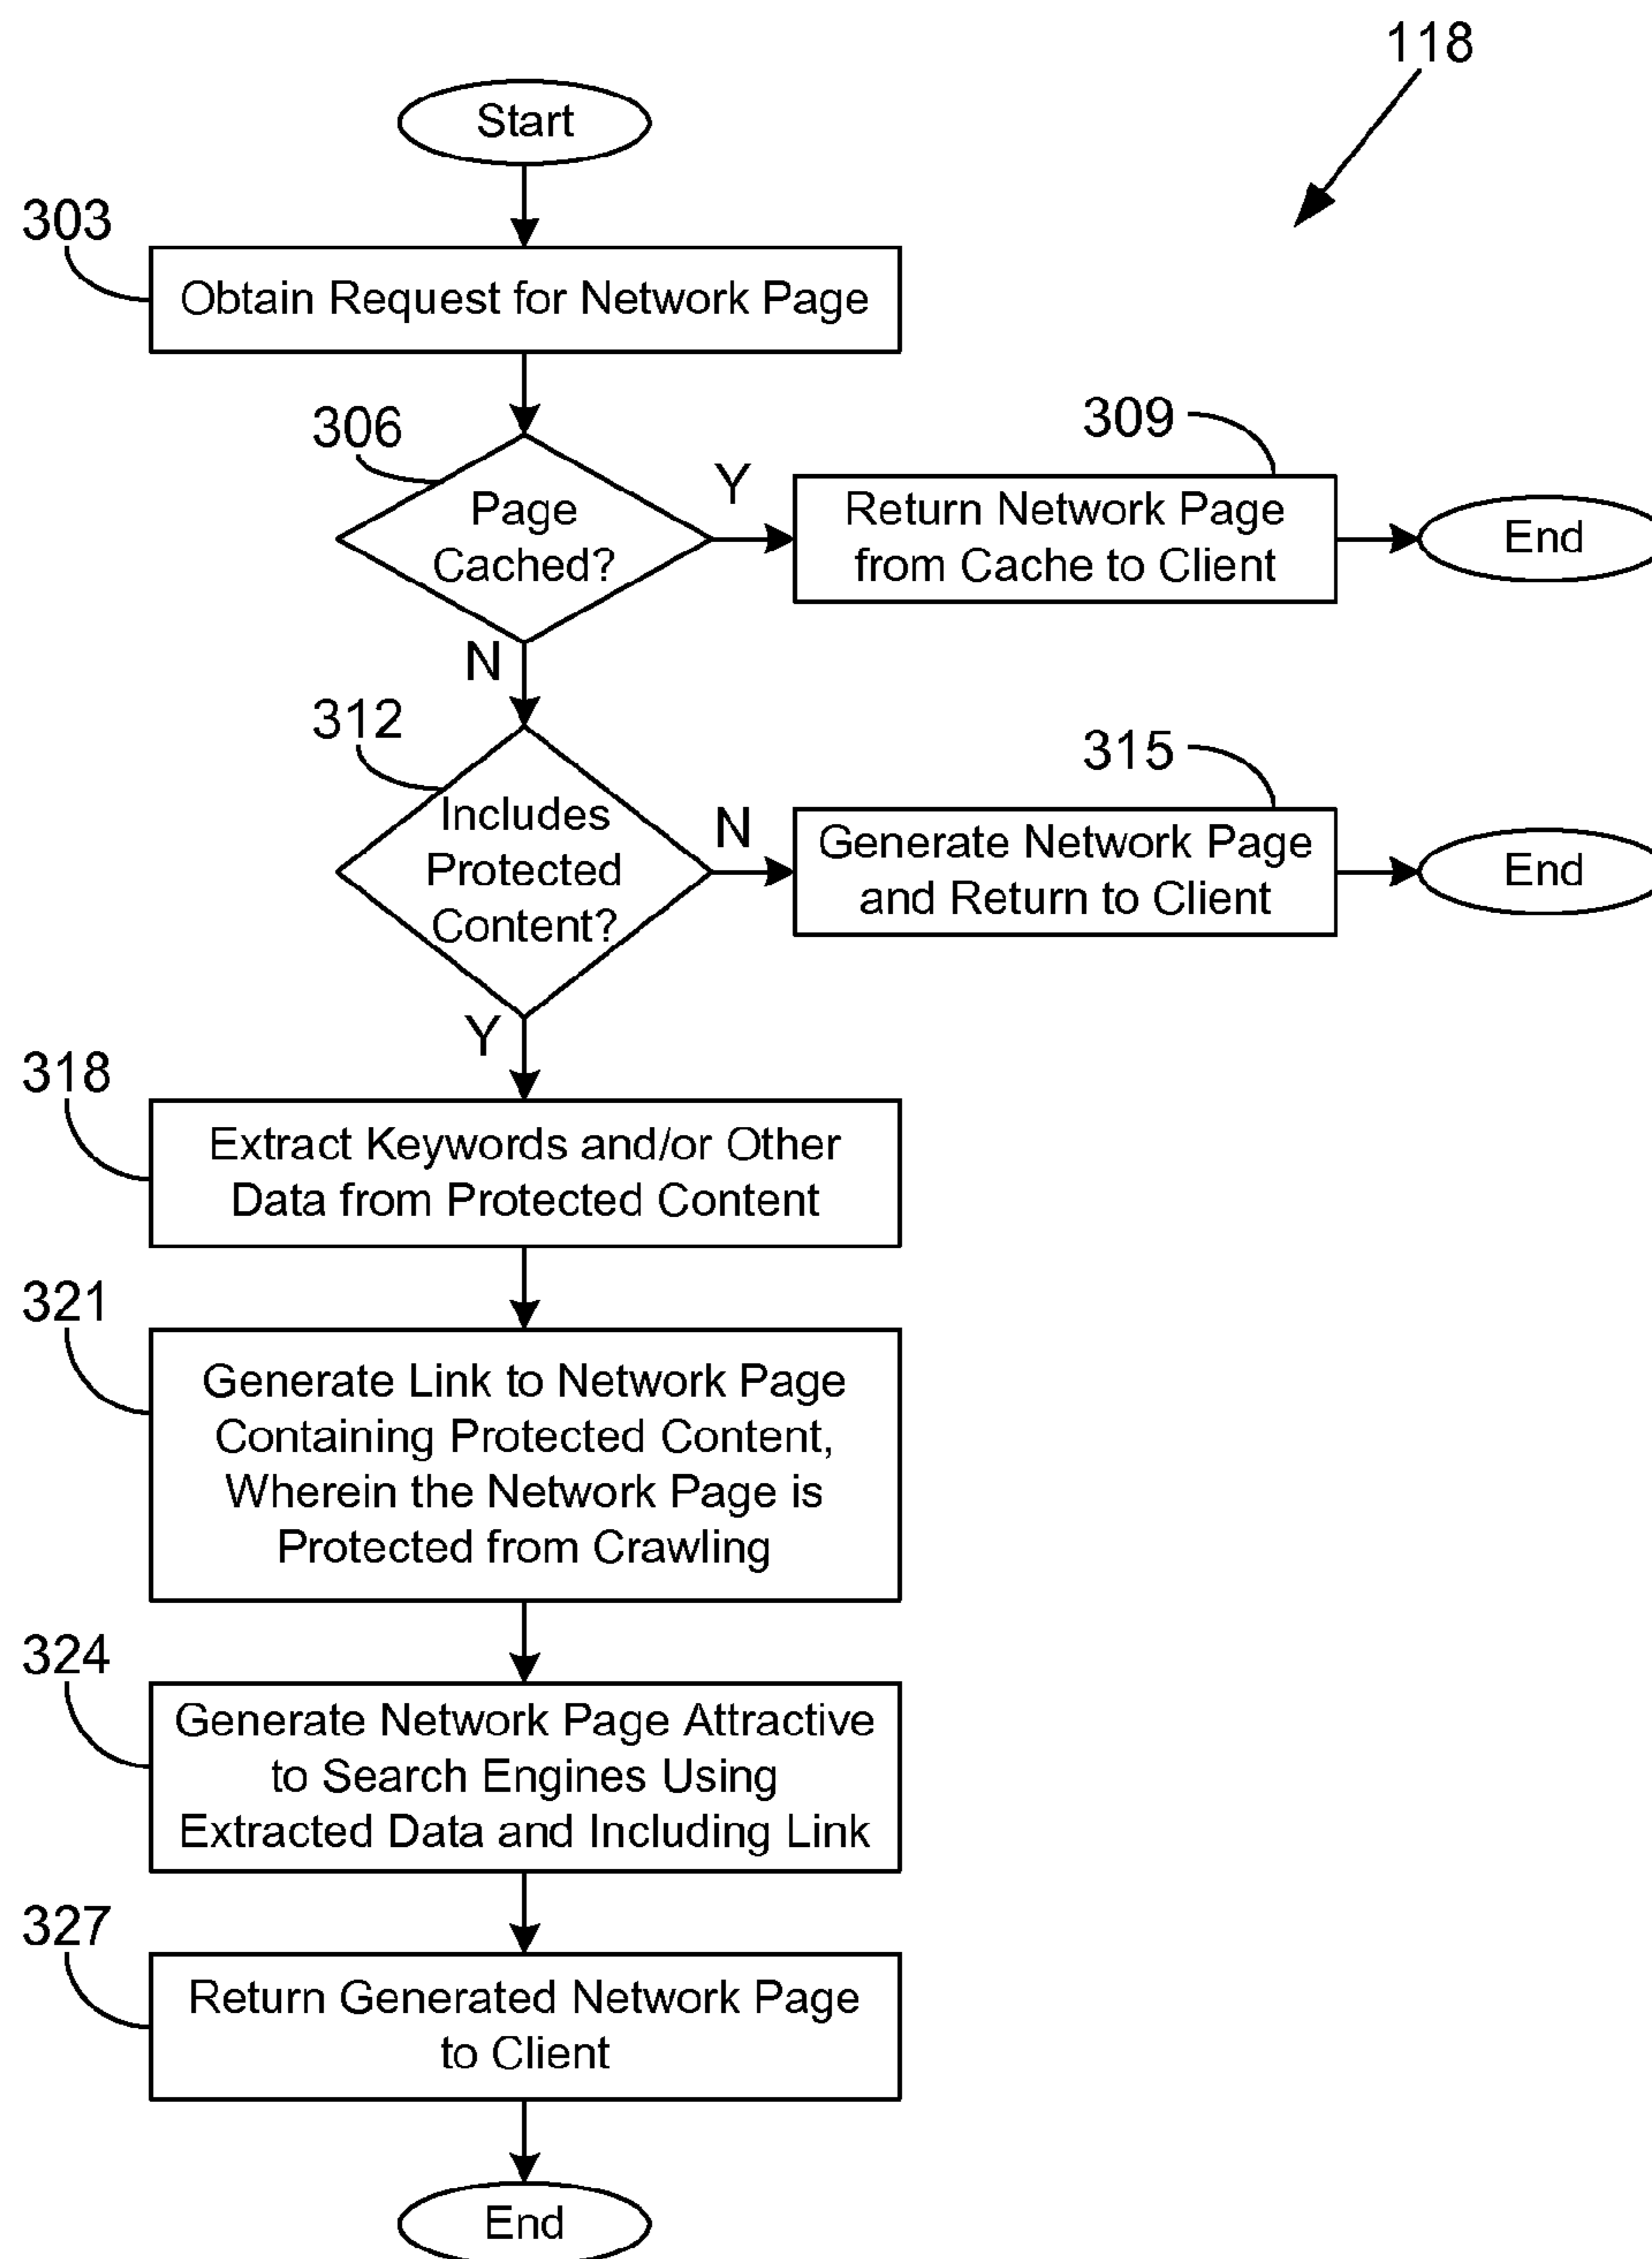 118
Start
303
Obtain Request for Network Page
306
Page
Cached?
Y
309
Return Network Page
from Cache to Client
End
N
312
Includes
Protected
Content?
N
315
Generate Network Page
and Return to Client
End
Y
318
Extract Keywords and/or Other
Data from Protected Content
321
Generate Link to Network Page
Containing Protected Content,
Wherein the Network Page is
Protected from Crawling
324
Generate Network Page Attractive
to Search Engines Using
Extracted Data and Including Link
327
Return Generated Network Page
to Client
End